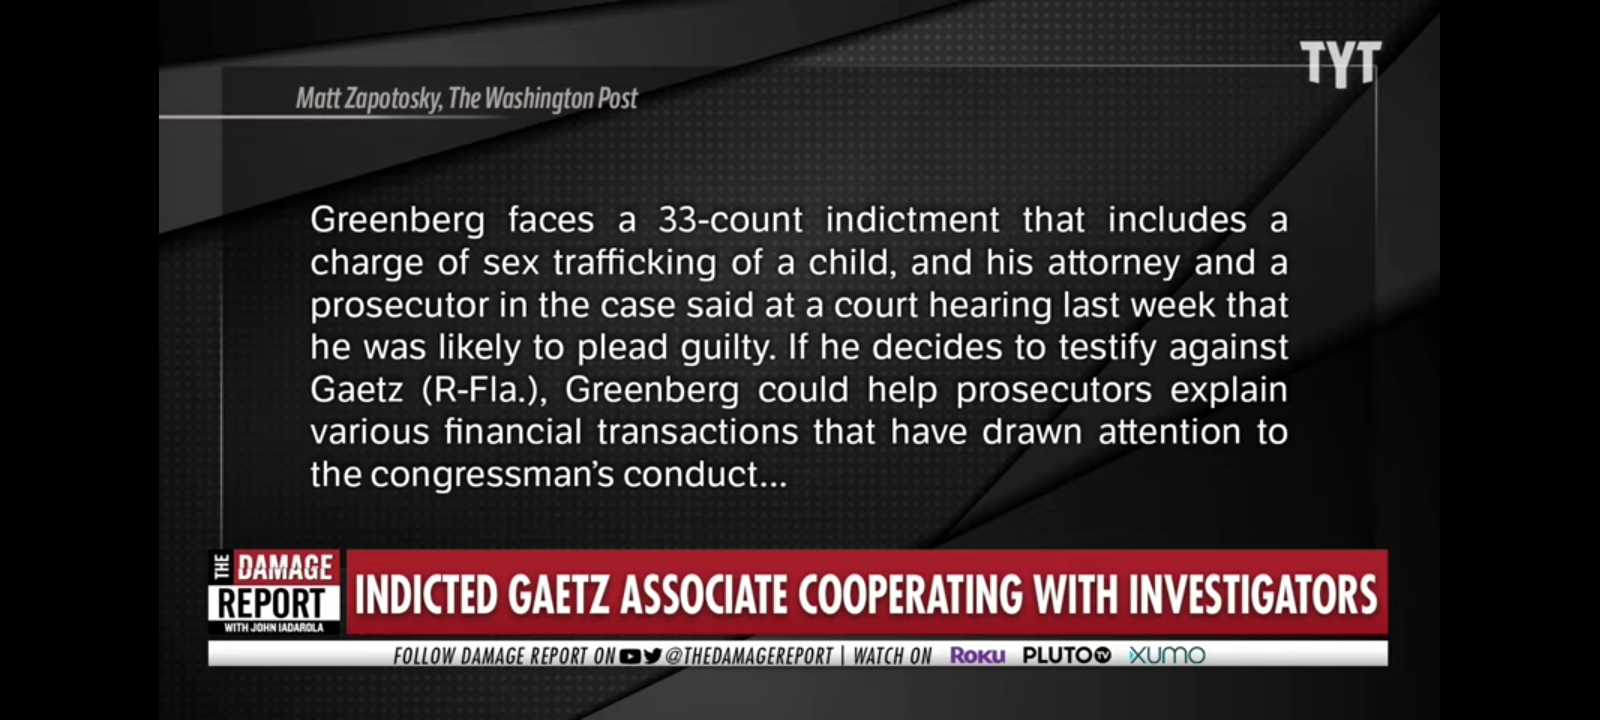 TYT
Matt Zapotosky, The Washington Post
Greenberg faces a 33-count indictment that includes a
charge of sex trafficking of a child, and his attorney and a
prosecutor in the case said at a court hearing last week that
he was likely to plead guilty. If he decides to testify against
Gaetz (R-Fla.), Greenberg could help prosecutors explain
various financial transactions that have drawn attention to
the congressman’s conduct...
THE DAMAGE
REPORT
WITH JOHN IADAROLA
INDICTED GAETZ ASSOCIATE COOPERATING WITH INVESTIGATORS
FOLLOW DAMAGE REPORT ON @THEDAMAGEREPORT | WATCH ON ROKU PLUTO TV XUMO